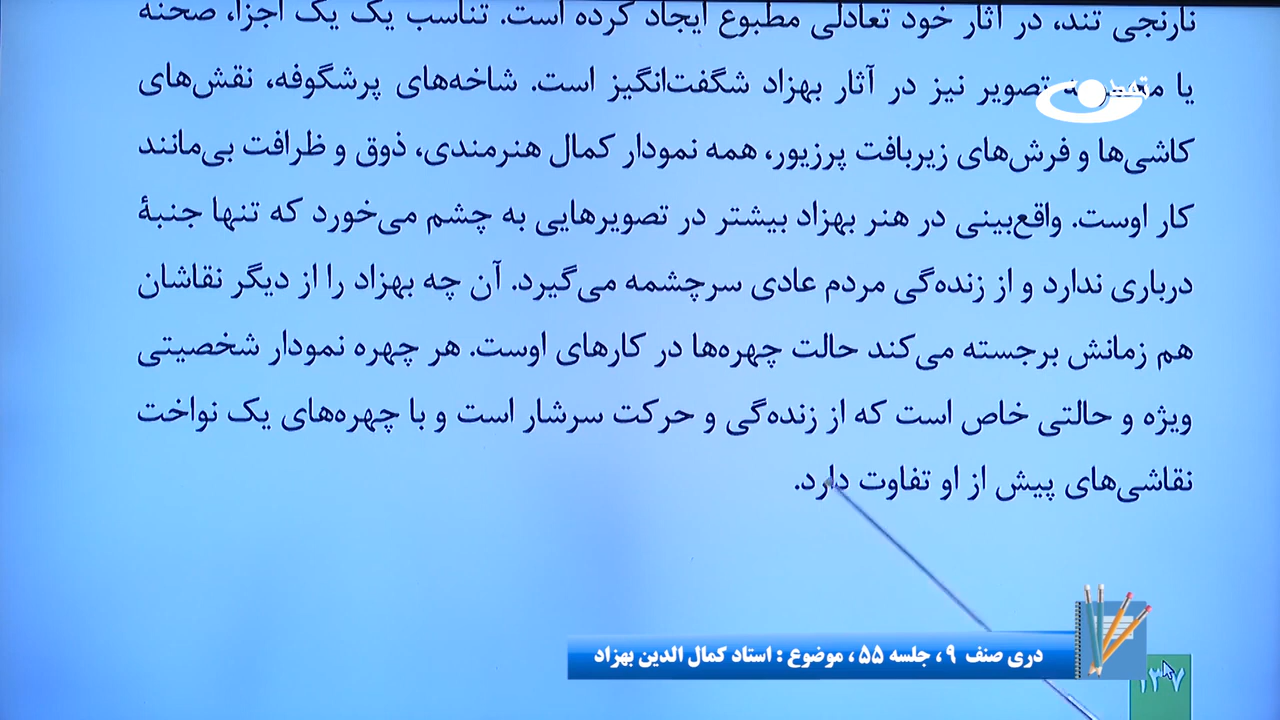 نارنجی تند، در آثار خود تعادلی مطبوع ایجاد کرده است. تناسب یک یک اجزا، صحنه
یا تصویر نیز در آثار بهزاد شگفت‌انگیز است. شاخه‌های پرشگوفه، نقش‌های
کاشی‌ها و فرش‌های زیربافت پرزیور، همه نمودار کمال هنرمندی، ذوق و ظرافت بی‌مانند
کار اوست. واقع‌بینی در هنر بهزاد بیشتر در تصویرهایی به چشم می‌خورد که تنها جنبهٔ
درباری ندارد و از زنده‌گی مردم عادی سرچشمه می‌گیرد. آن چه بهزاد را از دیگر نقاشان
هم زمانش برجسته می‌کند حالت چهره‌ها در کارهای اوست. هر چهره نمودار شخصیتی
ویژه و حالتی خاص است که از زنده‌گی و حرکت سرشار است و با چهره‌های یک نواخت
نقاشی‌های پیش از او تفاوت دارد.
دری صنف ۹ ، جلسه ۵۵ ، موضوع : استاد کمال الدین بهزاد
۱۳۷